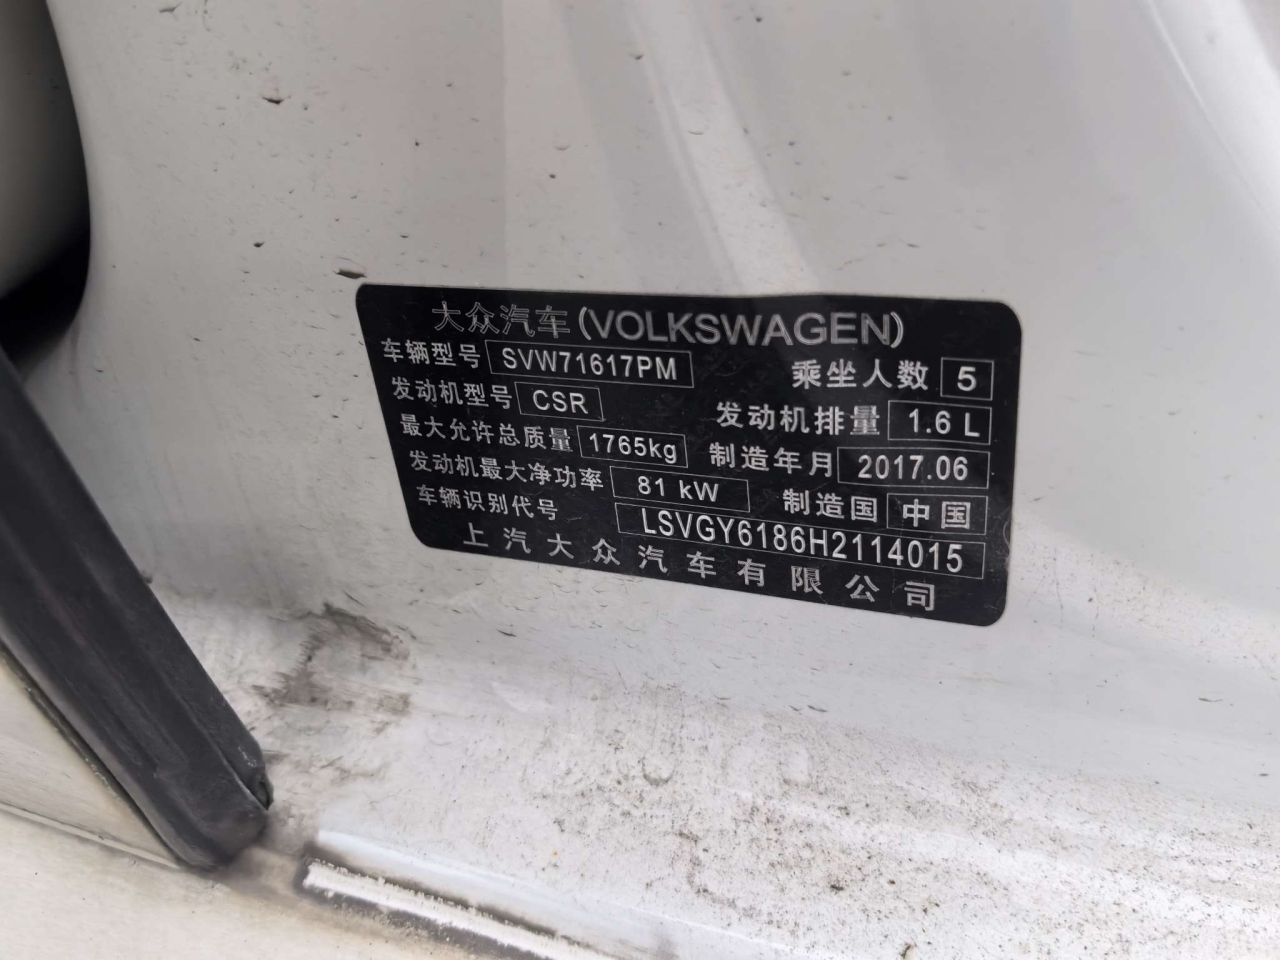 大众汽车(VOLKSWAGEN)
车辆型号 SVW71617PM 乘坐人数 5
发动机型号 CSR 发动机排量 1.6 L
最大允许总质量 1765kg 制造年月 2017.06
发动机最大净功率 81 kW 制造国 中国
车辆识别代号 LSVGY6186H2114015
上汽大众汽车有限公司